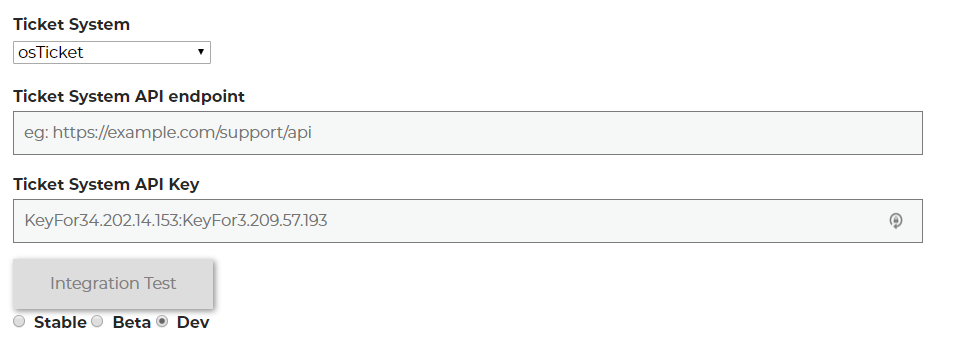 Ticket System
osTicket
Ticket System API endpoint
eg: https://example.com/support/api
Ticket System API Key
KeyFor34.202.14.153:KeyFor3.209.57.193
Integration Test
Stable Beta Dev